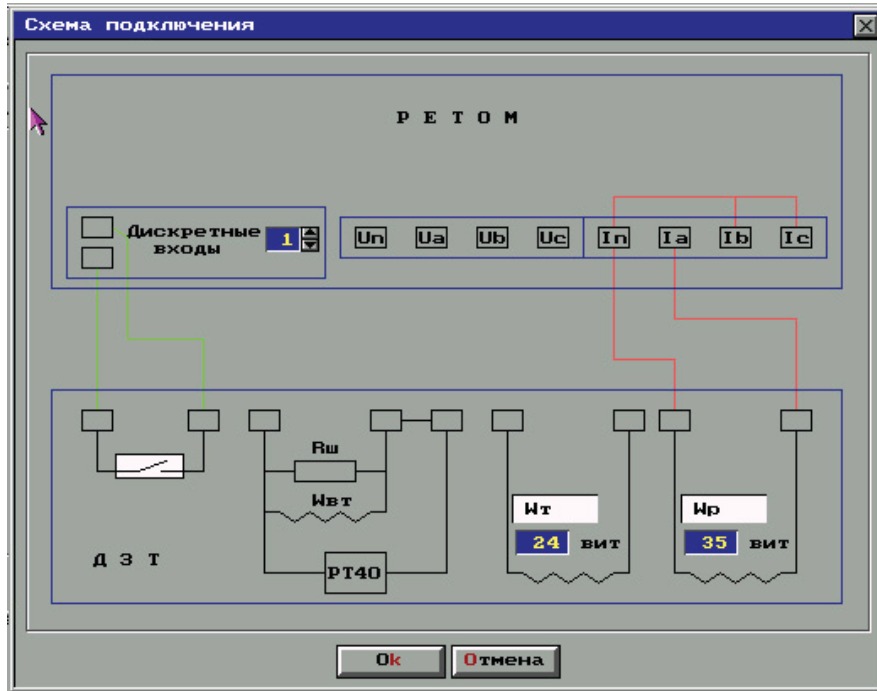 Схема подключения
Р Е Т О М
Дискретные
входы
1
Un Ua Ub Uc In Ia Ib Ic
Rш
Wвт
РТ40
Д З Т
Wт
24 вит
Wр
35 вит
Ok Отмена